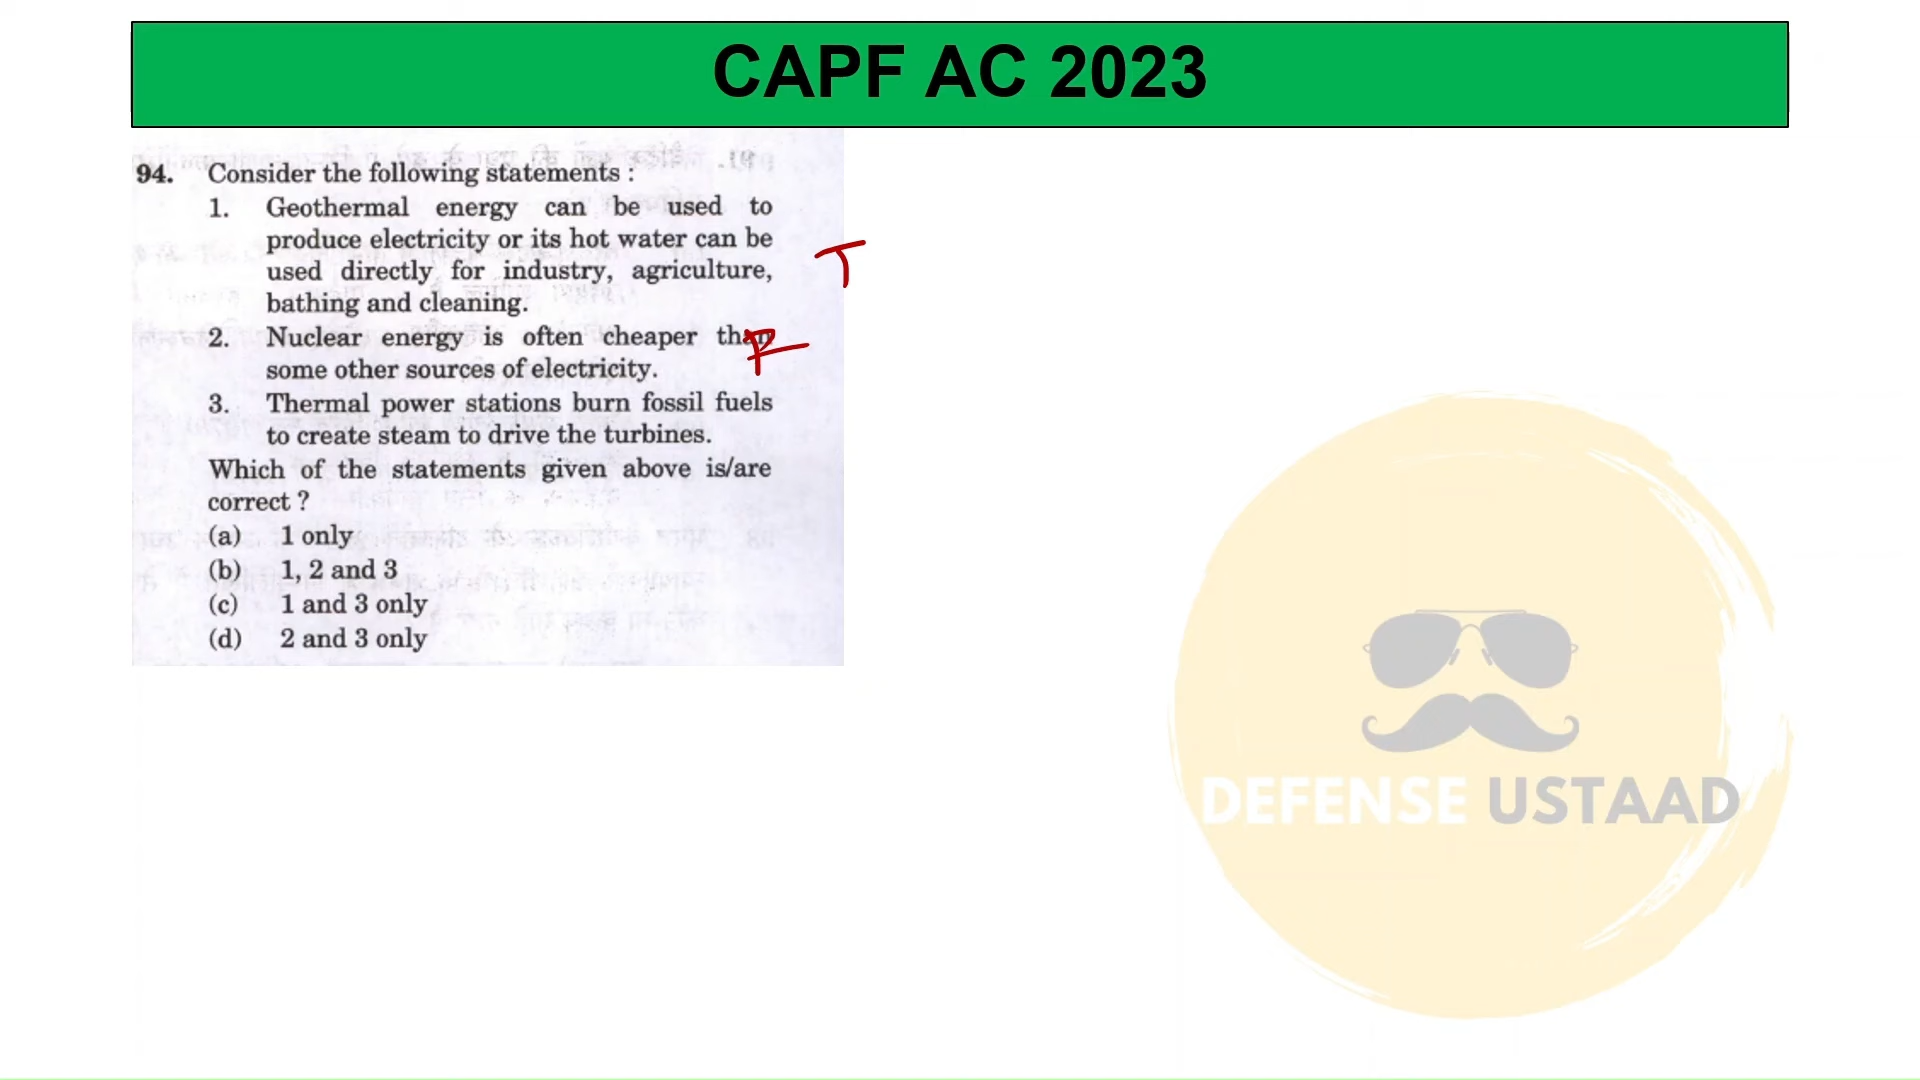 CAPF AC 2023
94. Consider the following statements :
1. Geothermal energy can be used to
produce electricity or its hot water can be
used directly for industry, agriculture,
bathing and cleaning.
T
2. Nuclear energy is often cheaper than
some other sources of electricity.
F
3. Thermal power stations burn fossil fuels
to create steam to drive the turbines.
Which of the statements given above is/are
correct ?
(a) 1 only
(b) 1, 2 and 3
(c) 1 and 3 only
(d) 2 and 3 only
DEFENSE USTAAD